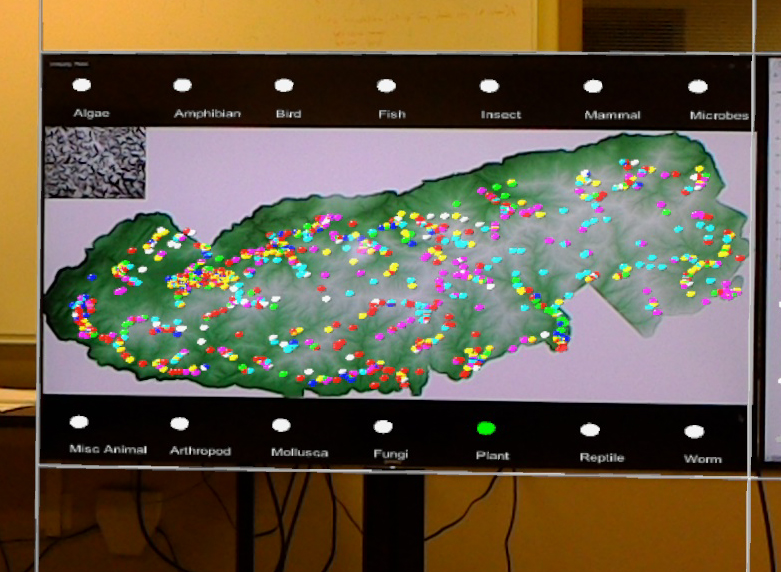 Algae
Amphibian
Bird
Fish
Insect
Mammal
Microbes
Misc Animal
Arthropod
Mollusca
Fungi
Plant
Reptile
Worm